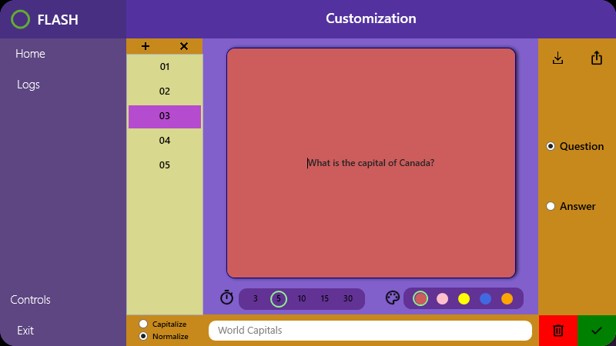 FLASH
Customization
Home
Logs
+ ×
01
02
03
04
05
What is the capital of Canada?
Question
Answer
3 5 10 15 30
Controls
Exit
Capitalize
Normalize
World Capitals